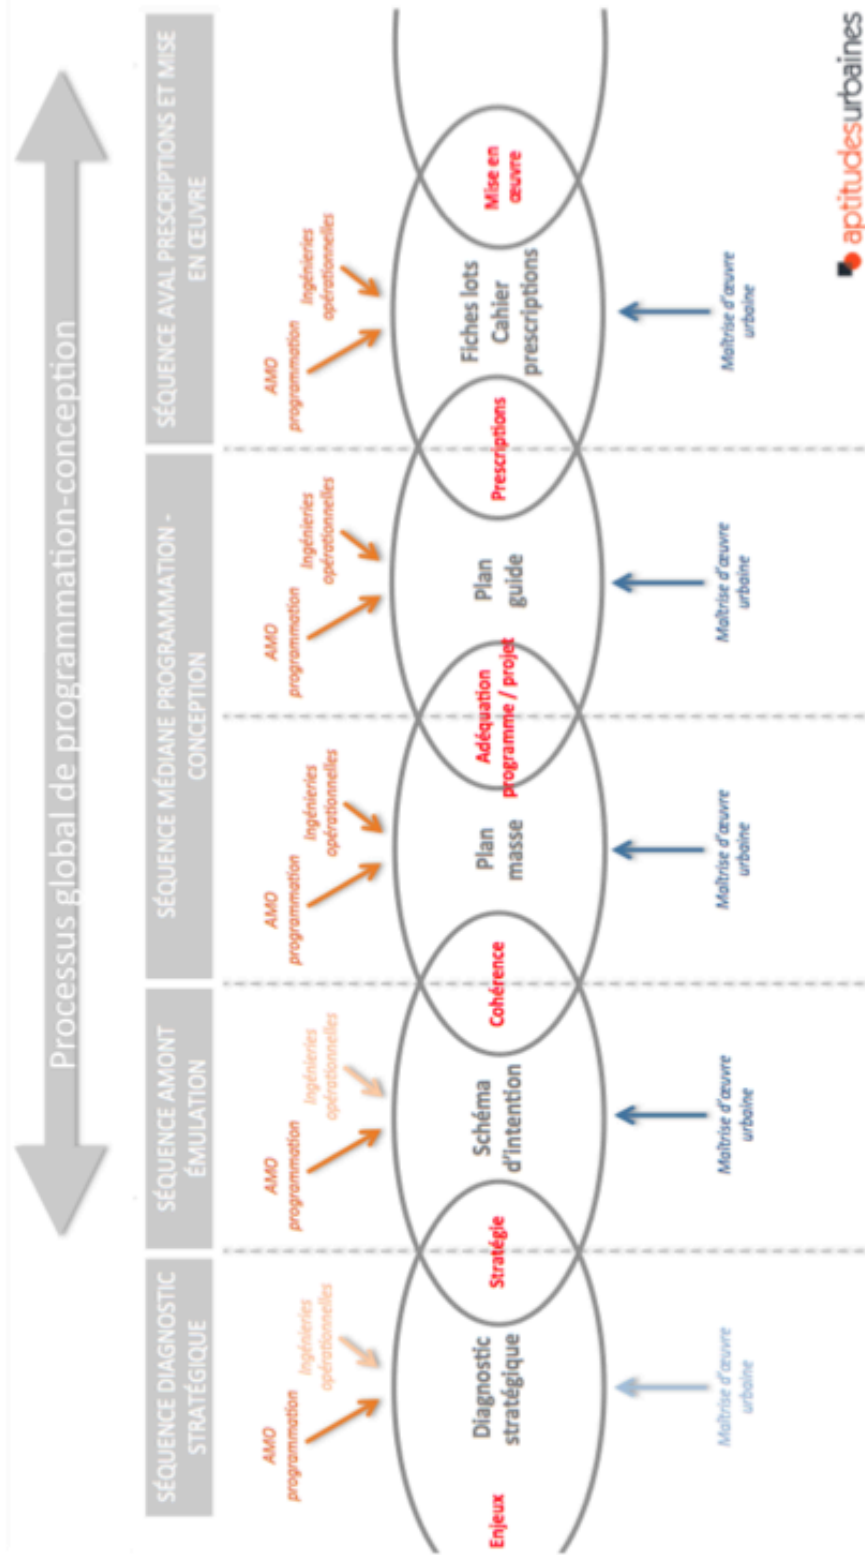 Processus global de programmation-conception
SÉQUENCE DIAGNOSTIC
STRATÉGIQUE
SÉQUENCE AMONT
ÉMULATION
SÉQUENCE MÉDIANE PROGRAMMATION -
CONCEPTION
SÉQUENCE AVAL PRESCRIPTIONS ET MISE
EN ŒUVRE
AMO
programmation
Ingénieries
opérationnelles
AMO
programmation
Ingénieries
opérationnelles
AMO
programmation
Ingénieries
opérationnelles
AMO
programmation
Ingénieries
opérationnelles
AMO
programmation
Ingénieries
opérationnelles
Enjeux
Diagnostic
stratégique
Stratégie
Schéma
d'intention
Cohérence
Plan
masse
Adéquation
programme / projet
Plan
guide
Prescriptions
Fiches lots
Cahier
prescriptions
Mise en
œuvre
Maîtrise d'œuvre
urbaine
Maîtrise d'œuvre
urbaine
Maîtrise d'œuvre
urbaine
Maîtrise d'œuvre
urbaine
Maîtrise d'œuvre
urbaine
aptitudesurbaines